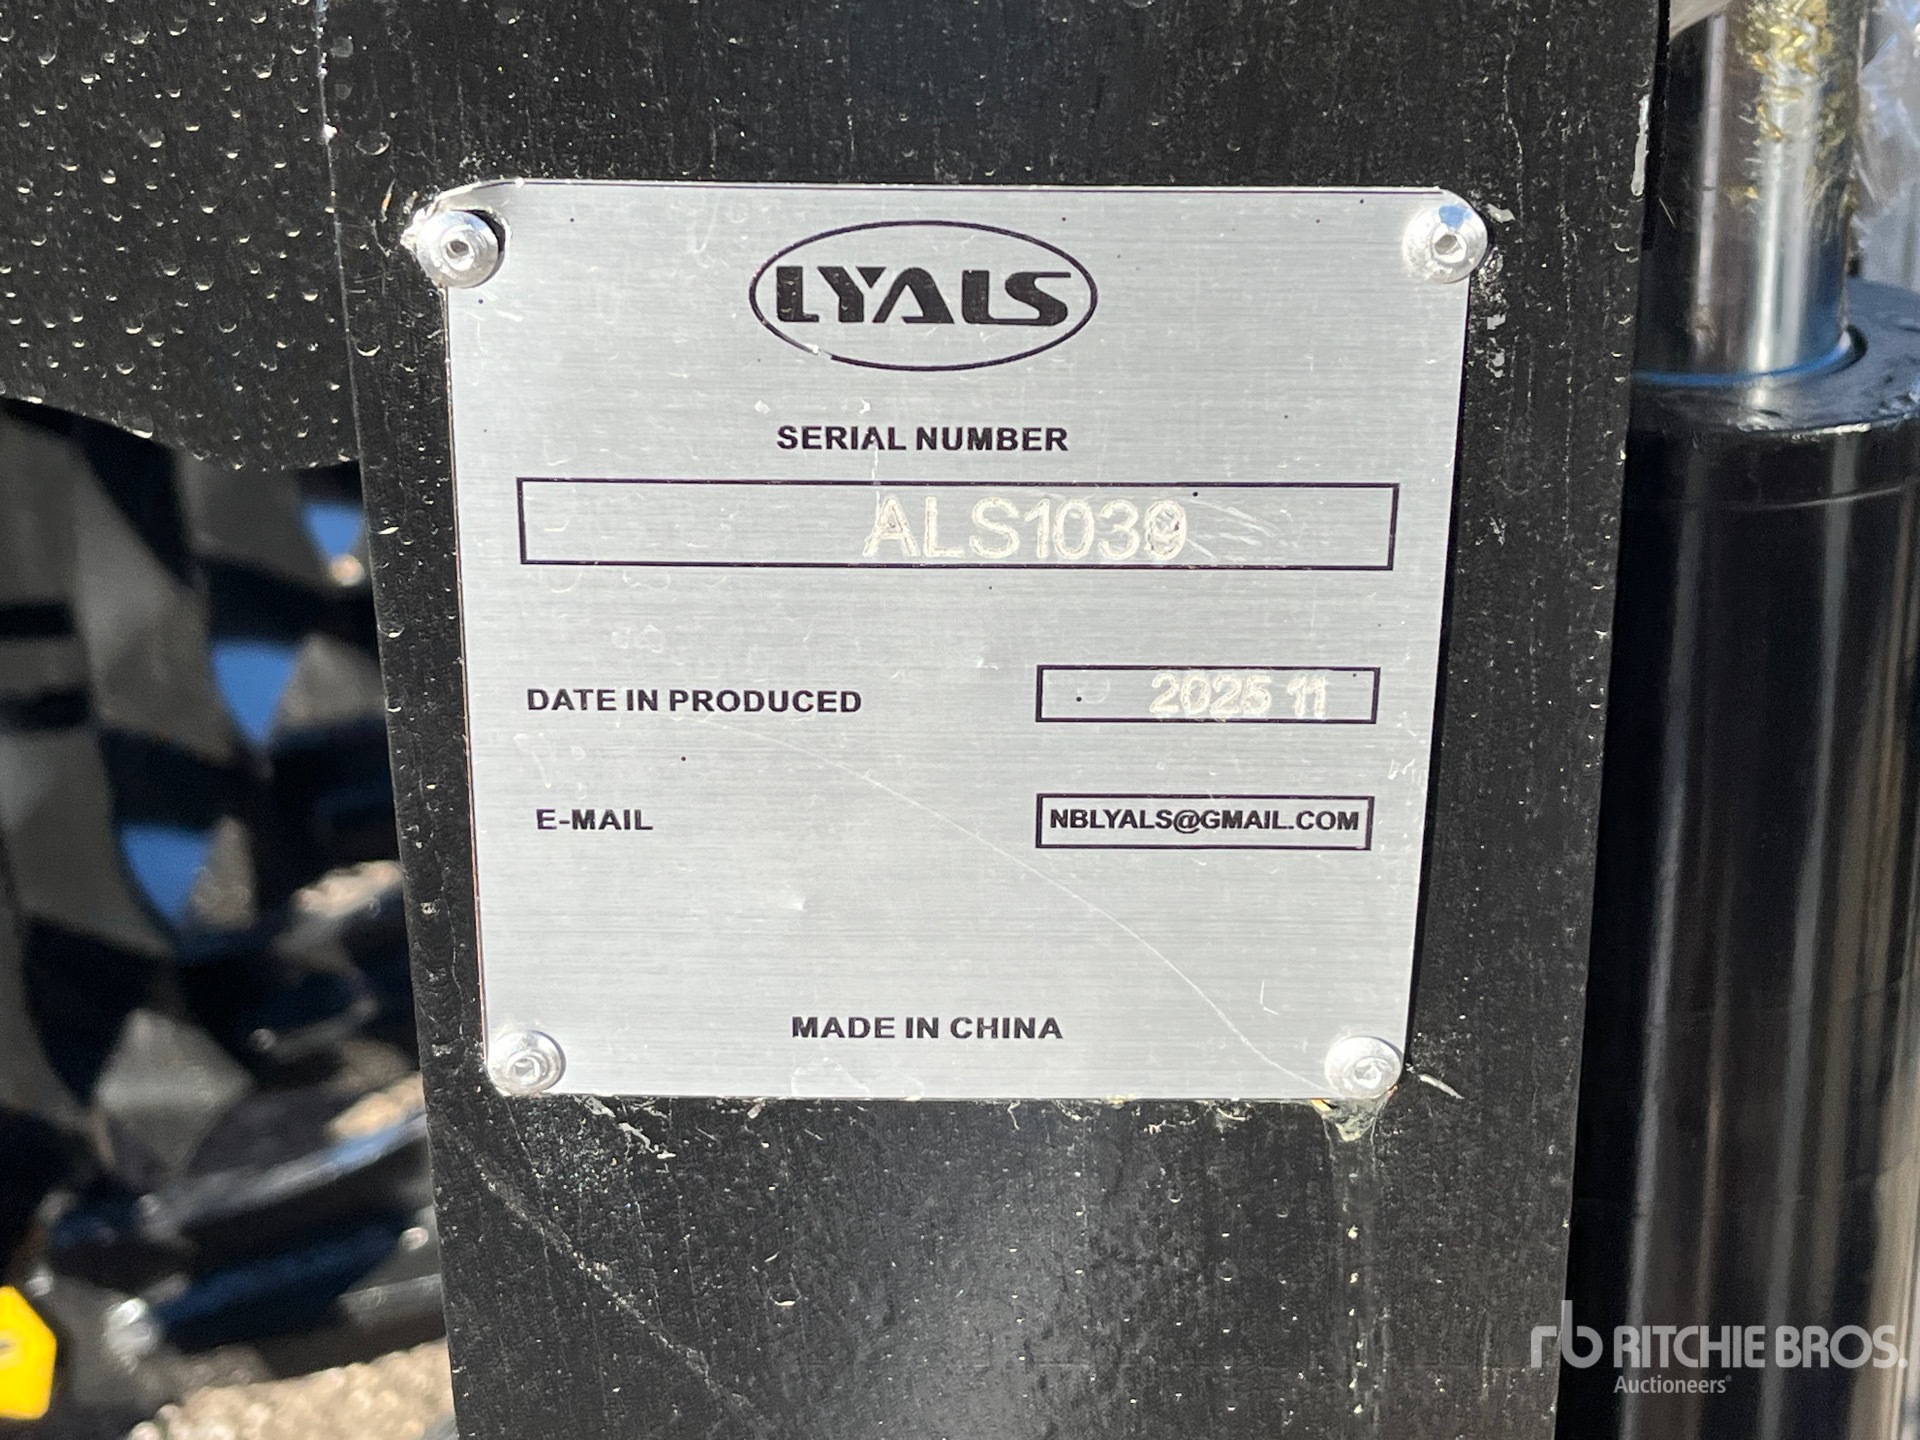 LYALS
SERIAL NUMBER
ALS1039
DATE IN PRODUCED
2025 11
E-MAIL
NBLYALS@GMAIL.COM
MADE IN CHINA
rb RITCHIE BROS.
Auctioneers®